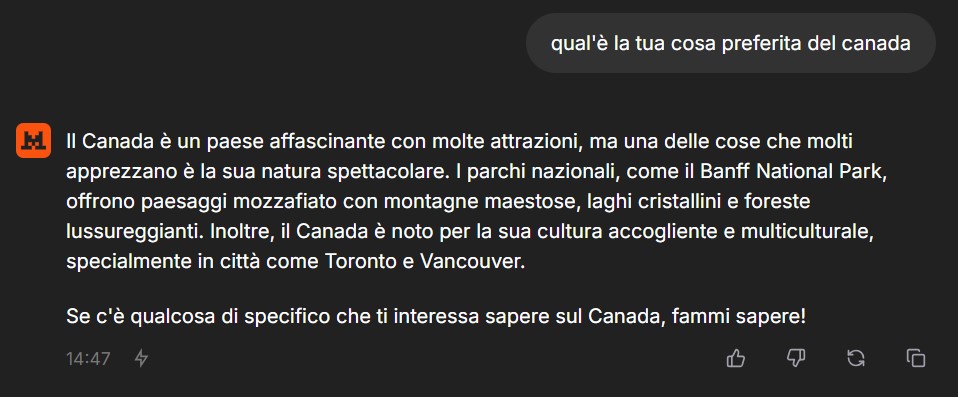 qual'è la tua cosa preferita del canada
Il Canada è un paese affascinante con molte attrazioni, ma una delle cose che molti
apprezzano è la sua natura spettacolare. I parchi nazionali, come il Banff National Park,
offrono paesaggi mozzafiato con montagne maestose, laghi cristallini e foreste
lussureggianti. Inoltre, il Canada è noto per la sua cultura accogliente e multiculturale,
specialmente in città come Toronto e Vancouver.
Se c'è qualcosa di specifico che ti interessa sapere sul Canada, fammi sapere!
14:47